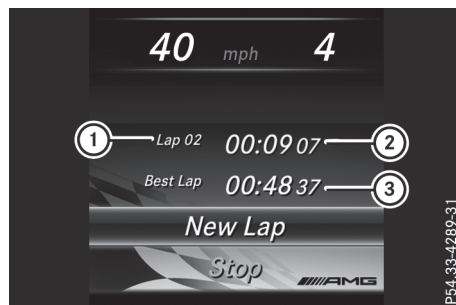 40 mph 4
1 Lap 02 00:09 07 2
Best Lap 00:48 37 3
New Lap
Stop
AMG
P54.33-4289-31